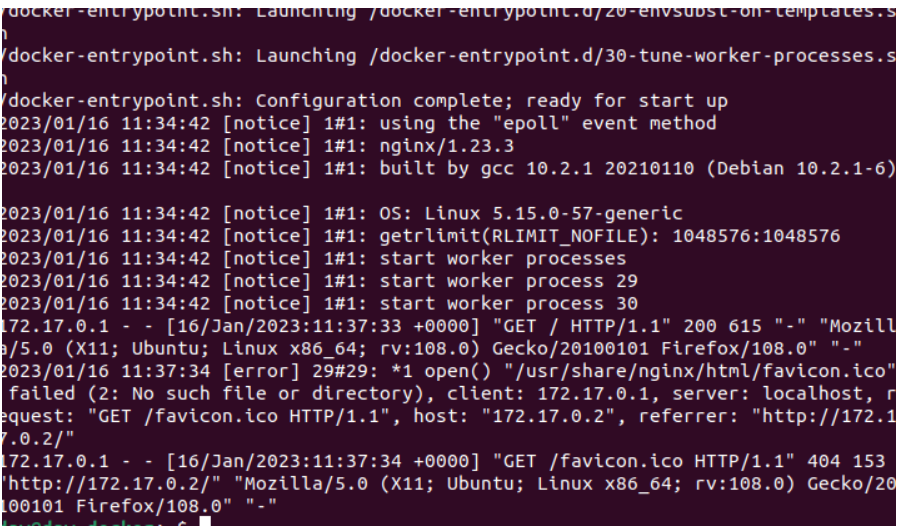 /docker-entrypoint.sh: Launching /docker-entrypoint.d/20-envsubst-on-templates.s
h
/docker-entrypoint.sh: Launching /docker-entrypoint.d/30-tune-worker-processes.s
h
/docker-entrypoint.sh: Configuration complete; ready for start up
2023/01/16 11:34:42 [notice] 1#1: using the "epoll" event method
2023/01/16 11:34:42 [notice] 1#1: nginx/1.23.3
2023/01/16 11:34:42 [notice] 1#1: built by gcc 10.2.1 20210110 (Debian 10.2.1-6)
2023/01/16 11:34:42 [notice] 1#1: OS: Linux 5.15.0-57-generic
2023/01/16 11:34:42 [notice] 1#1: getrlimit(RLIMIT_NOFILE): 1048576:1048576
2023/01/16 11:34:42 [notice] 1#1: start worker processes
2023/01/16 11:34:42 [notice] 1#1: start worker process 29
2023/01/16 11:34:42 [notice] 1#1: start worker process 30
172.17.0.1 - - [16/Jan/2023:11:37:33 +0000] "GET / HTTP/1.1" 200 615 "-" "Mozill
a/5.0 (X11; Ubuntu; Linux x86_64; rv:108.0) Gecko/20100101 Firefox/108.0" "-"
2023/01/16 11:37:34 [error] 29#29: *1 open() "/usr/share/nginx/html/favicon.ico"
failed (2: No such file or directory), client: 172.17.0.1, server: localhost, r
equest: "GET /favicon.ico HTTP/1.1", host: "172.17.0.2", referrer: "http://172.1
7.0.2/"
172.17.0.1 - - [16/Jan/2023:11:37:34 +0000] "GET /favicon.ico HTTP/1.1" 404 153
"http://172.17.0.2/" "Mozilla/5.0 (X11; Ubuntu; Linux x86_64; rv:108.0) Gecko/20
100101 Firefox/108.0" "-"